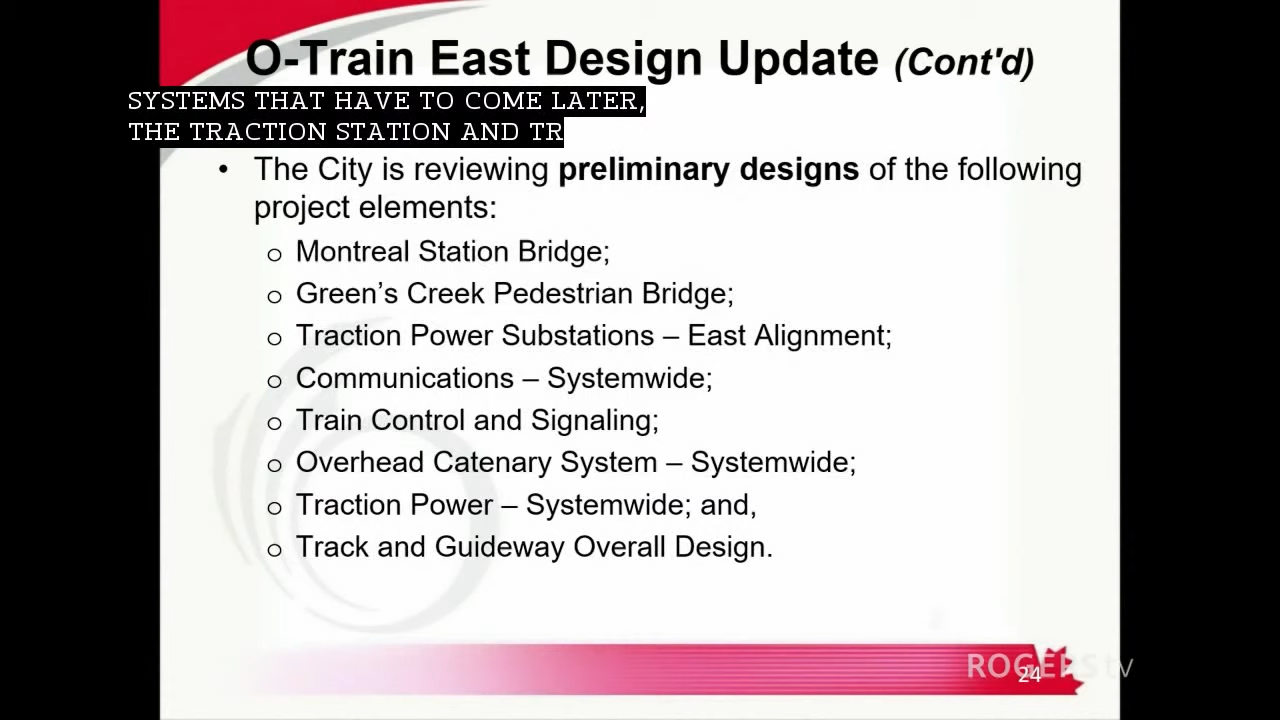 O-Train East Design Update (Cont'd)
SYSTEMS THAT HAVE TO COME LATER,
THE TRACTION STATION AND TR
• The City is reviewing preliminary designs of the following
project elements:
o Montreal Station Bridge;
o Green’s Creek Pedestrian Bridge;
o Traction Power Substations – East Alignment;
o Communications – Systemwide;
o Train Control and Signaling;
o Overhead Catenary System – Systemwide;
o Traction Power – Systemwide; and,
o Track and Guideway Overall Design.
ROGERS tv
24